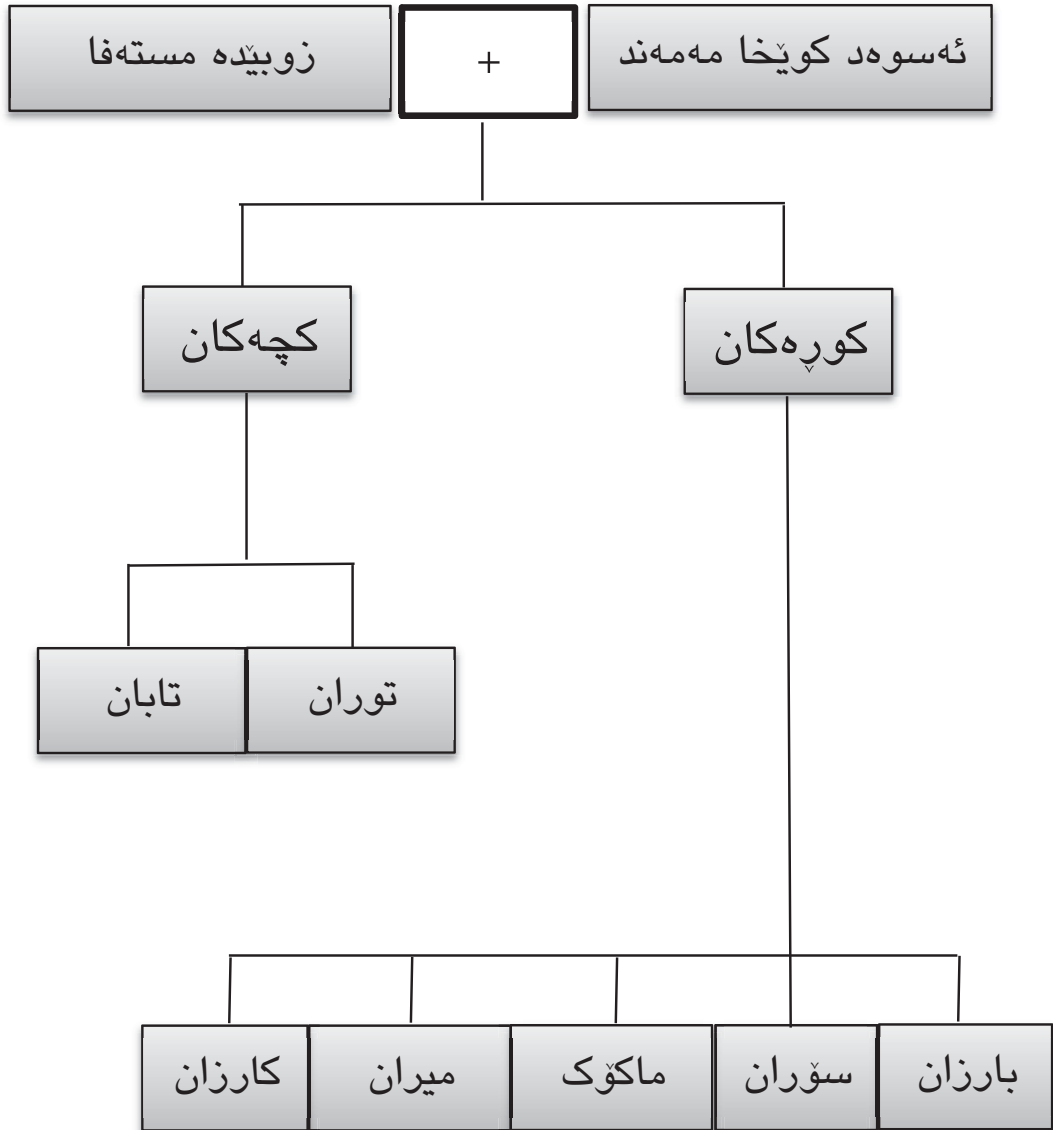 ئەسوەد کوێخا مەمەند + زوبێدە مستەفا
کوڕەکان کچەکان
توران تابان
بارزان سۆران ماکۆک میران کارزان